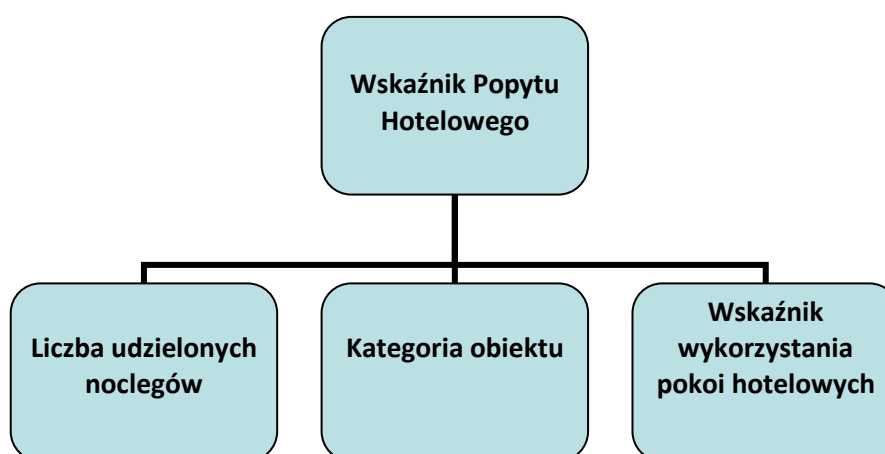 Wskaźnik Popytu
Hotelowego
Liczba udzielonych
noclegów
Kategoria obiektu
Wskaźnik
wykorzystania
pokoi hotelowych